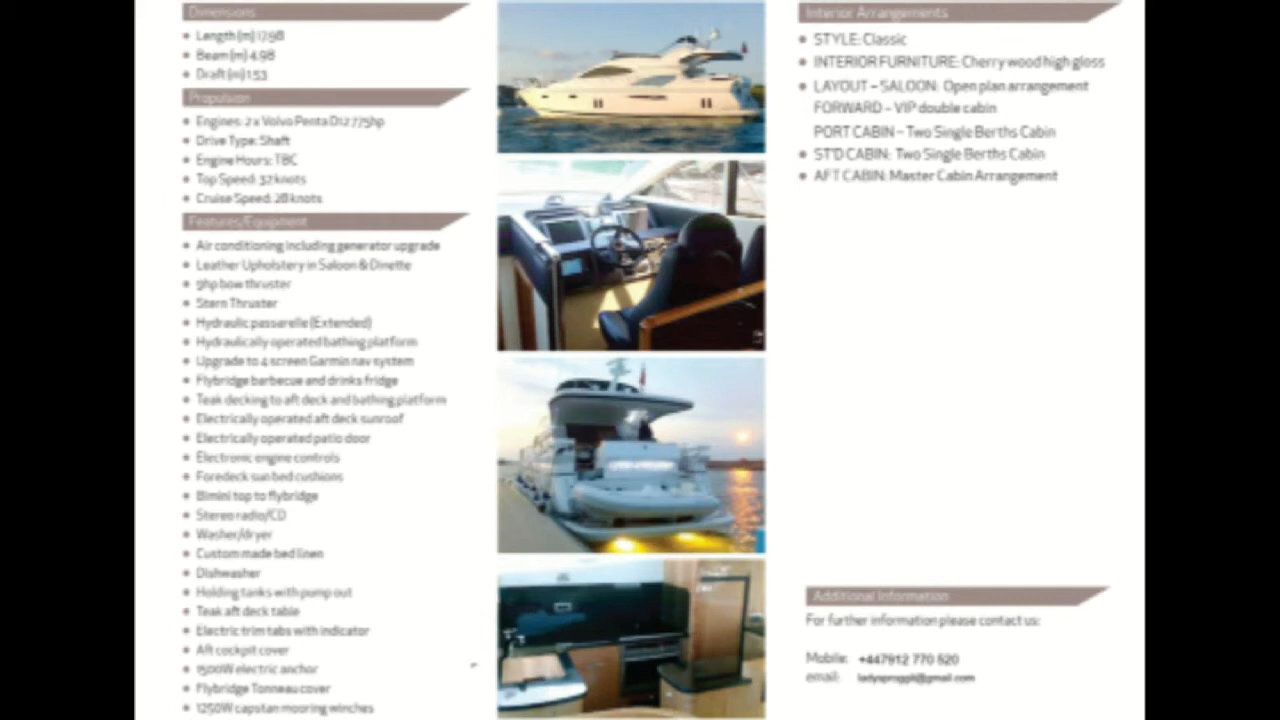 Dimensions
Length (m) 17.98
Beam (m) 4.98
Draft (m) 1.53
Propulsion
Engines: 2 x Volvo Penta D12 775hp
Drive Type: Shaft
Engine Hours: TBC
Top Speed: 32 knots
Cruise Speed: 28 knots
Features/Equipment
Air conditioning including generator upgrade
Leather Upholstery in Saloon & Dinette
9hp bow thruster
Stern Thruster
Hydraulic passarelle (Extended)
Hydraulically operated bathing platform
Upgrade to 4 screen Garmin nav system
Flybridge barbecue and drinks fridge
Teak decking to aft deck and bathing platform
Electrically operated aft deck sunroof
Electrically operated patio door
Electronic engine controls
Foredeck sun bed cushions
Bimini top to flybridge
Stereo radio/CD
Washer/dryer
Custom made bed linen
Dishwasher
Holding tanks with pump out
Teak aft deck table
Electric trim tabs with indicator
Aft cockpit cover
1500W electric anchor
Flybridge Tonneau cover
1250W capstan mooring winches
Interior Arrangements
STYLE: Classic
INTERIOR FURNITURE: Cherry wood high gloss
LAYOUT – SALOON: Open plan arrangement
FORWARD – VIP double cabin
PORT CABIN – Two Single Berths Cabin
ST'D CABIN: Two Single Berths Cabin
AFT CABIN: Master Cabin Arrangement
Additional Information
For further information please contact us:
Mobile: +447912 770 520
email: